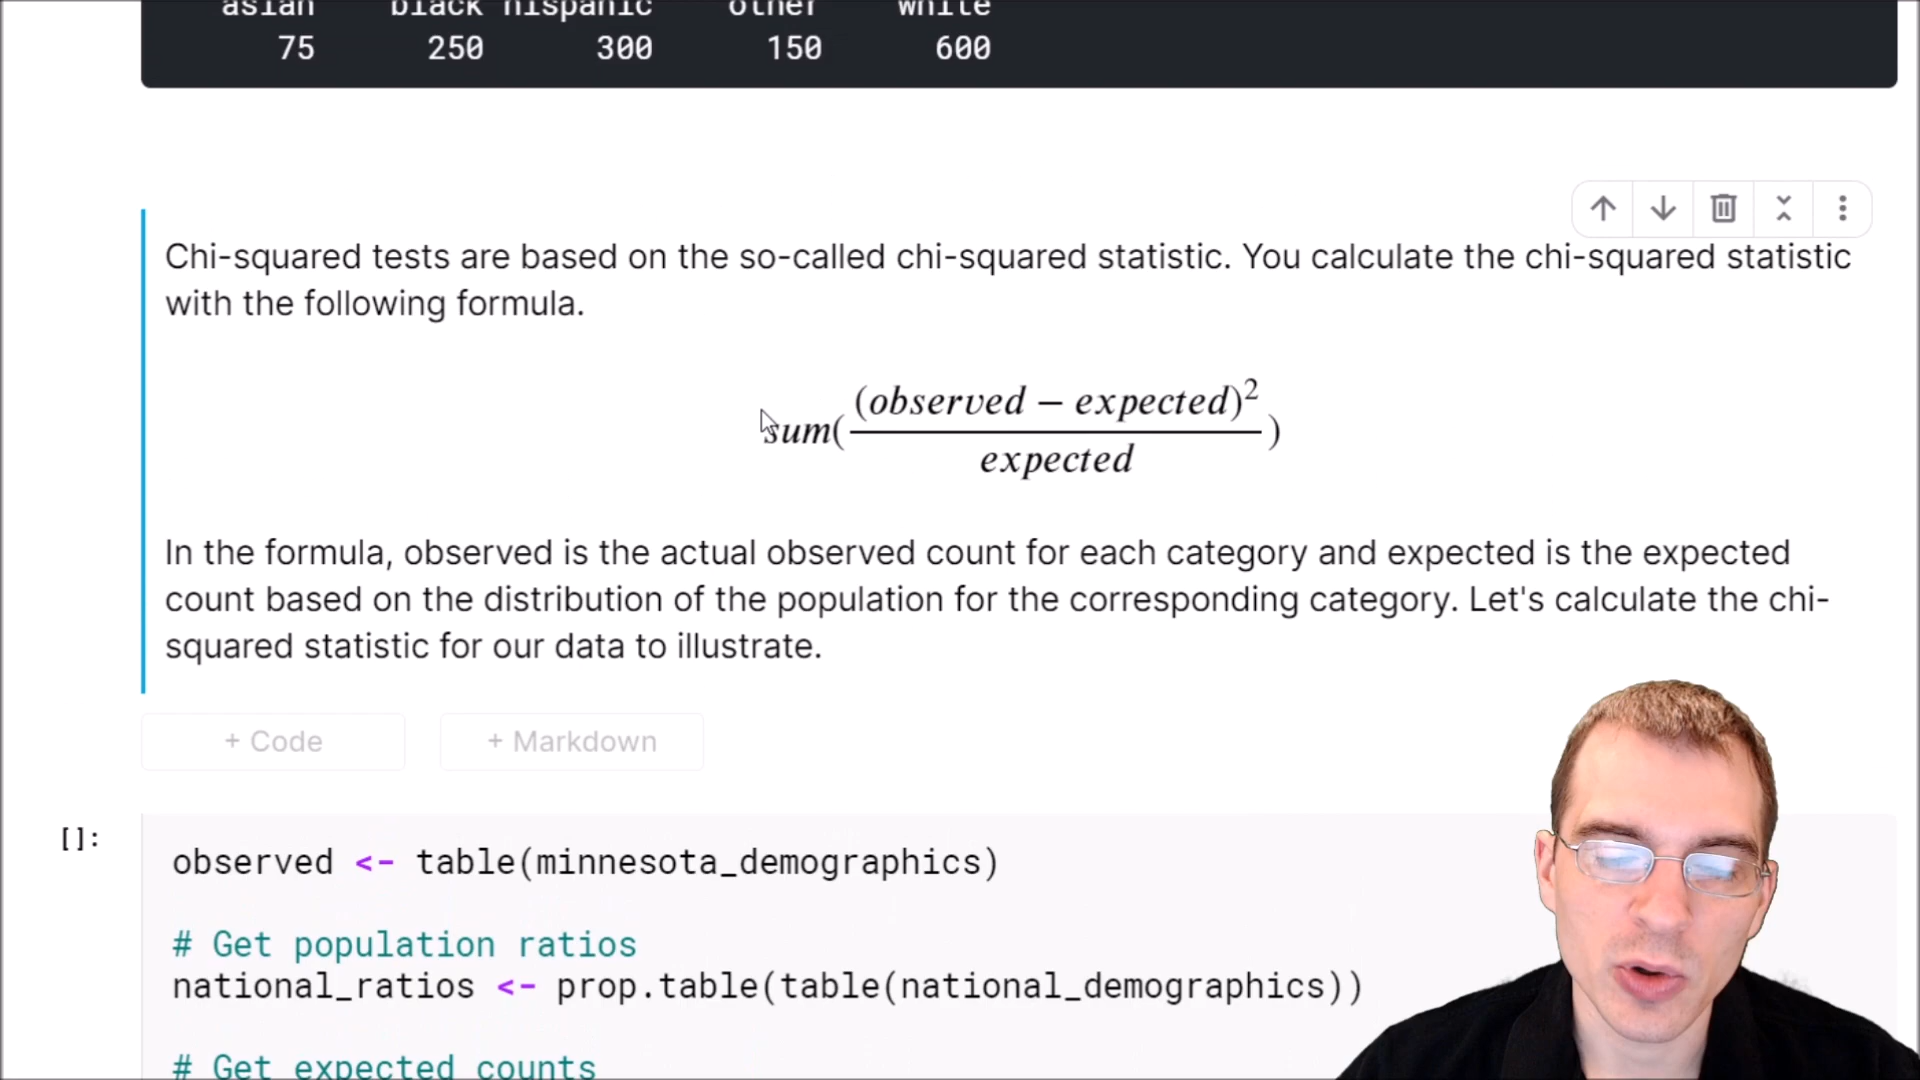 asian black hispanic other white
75 250 300 150 600
Chi-squared tests are based on the so-called chi-squared statistic. You calculate the chi-squared statistic
with the following formula.
sum((observed − expected)²
expected)
In the formula, observed is the actual observed count for each category and expected is the expected
count based on the distribution of the population for the corresponding category. Let's calculate the chi-
squared statistic for our data to illustrate.
+ Code + Markdown
[]:
observed <- table(minnesota_demographics)
# Get population ratios
national_ratios <- prop.table(table(national_demographics))
# Get expected counts